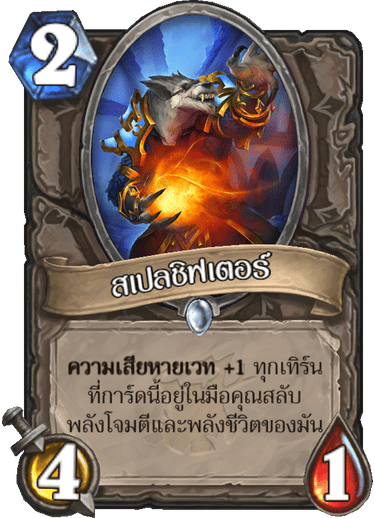 2
สเปลชิฟเตอร์
ความเสียหายเวท +1 ทุกเทิร์น
ที่การ์ดนี้อยู่ในมือคุณสลับ
พลังโจมตีและพลังชีวิตของมัน
4
1